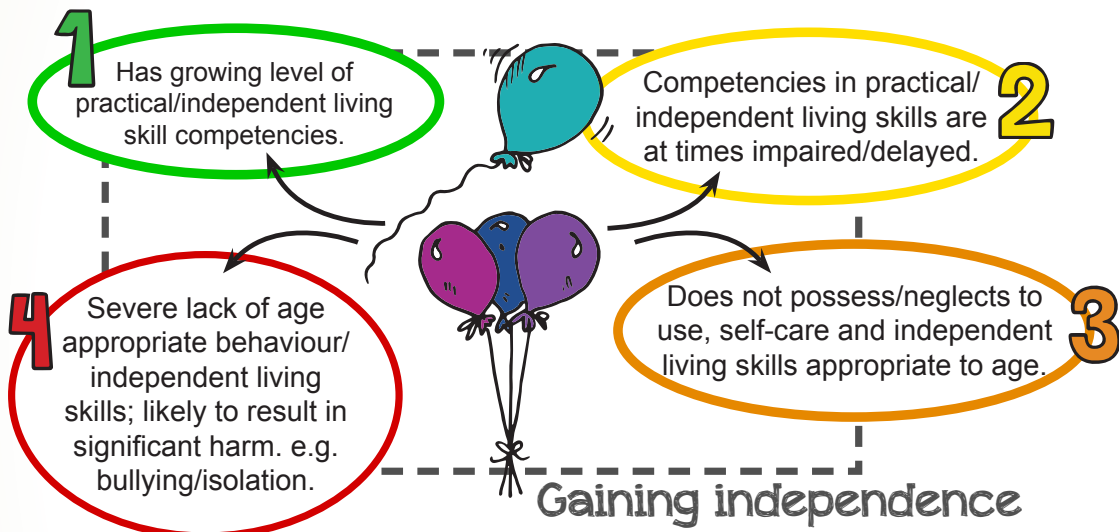 1
Has growing level of
practical/independent living
skill competencies.
2
Competencies in practical/
independent living skills are
at times impaired/delayed.
3
Does not possess/neglects to
use, self-care and independent
living skills appropriate to age.
4
Severe lack of age
appropriate behaviour/
independent living
skills; likely to result in
significant harm. e.g.
bullying/isolation.
Gaining independence